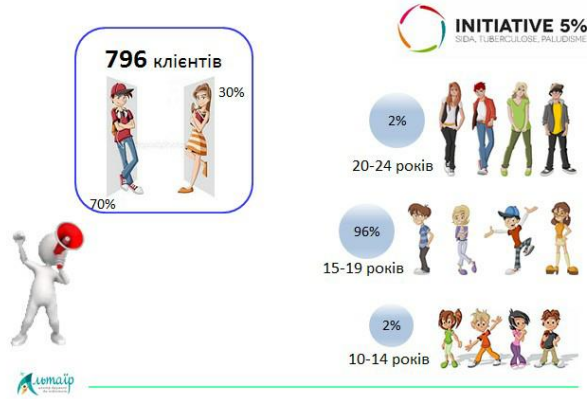 INITIATIVE 5%
SIDA, TUBERCULOSE, PALUDISME
796 клієнтів
30%
70%
2%
20-24 років
96%
15-19 років
2%
10-14 років
Альтаїр